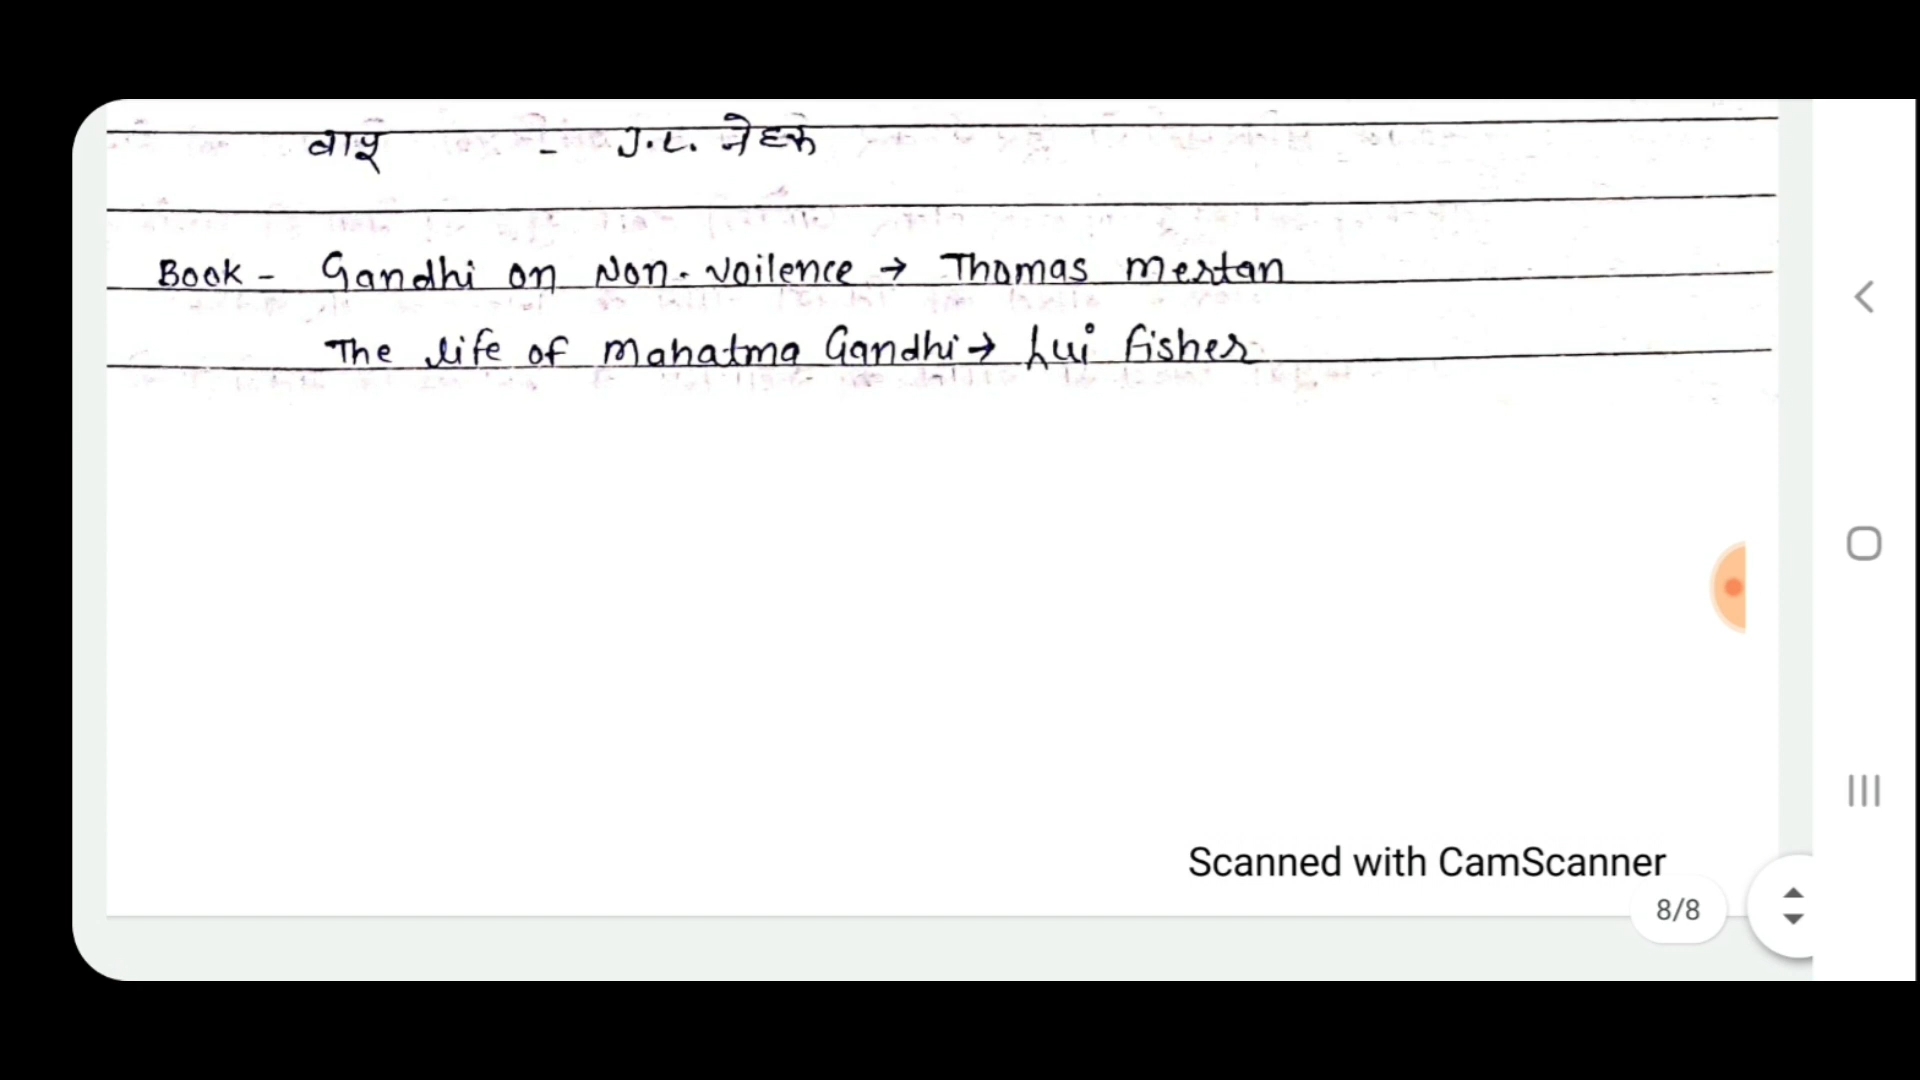 बापू - J.L. नेहरू
Book - Gandhi on Non-Voilence → Thomas Mertan
The life of Mahatma Gandhi → Lui fisher
Scanned with CamScanner
8/8